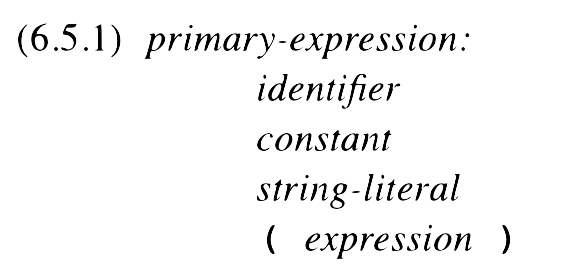 (6.5.1) primary-expression:
identifier
constant
string-literal
( expression )